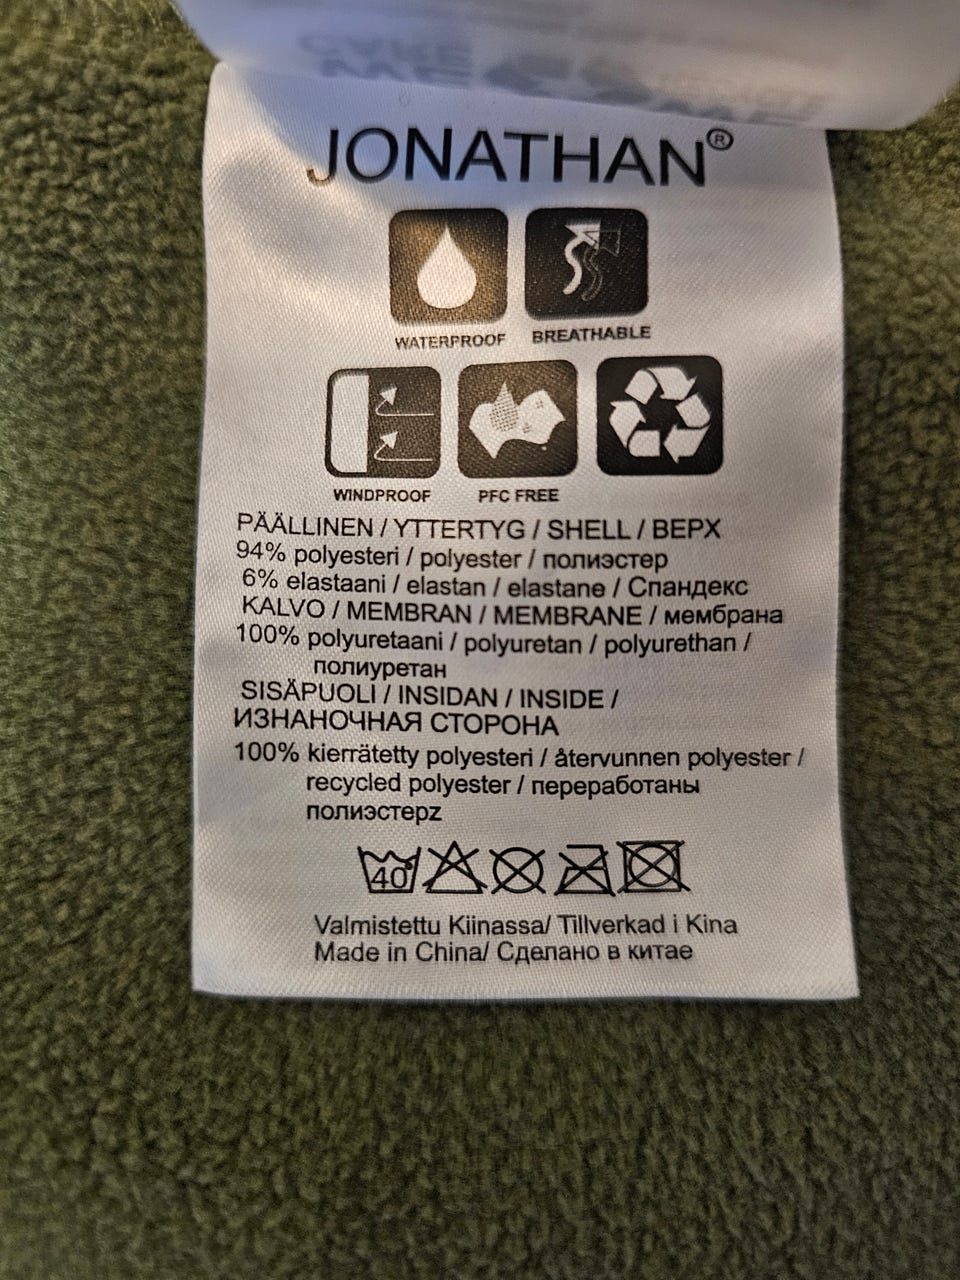 JONATHAN®
WATERPROOF BREATHABLE
WINDPROOF PFC FREE
PÄÄLLINEN / YTTERTYG / SHELL / ВЕРХ
94% polyesteri / polyester / полиэстер
6% elastaani / elastan / elastane / Спандекс
KALVO / MEMBRAN / MEMBRANE / мембрана
100% polyuretaani / polyuretan / polyurethan /
полиуретан
SISÄPUOLI / INSIDAN / INSIDE /
ИЗНАНОЧНАЯ СТОРОНА
100% kierrätetty polyesteri / återvunnen polyester /
recycled polyester / переработаны
полиэстерz
40°
Valmistettu Kiinassa/ Tillverkad i Kina
Made in China/ Сделано в китае